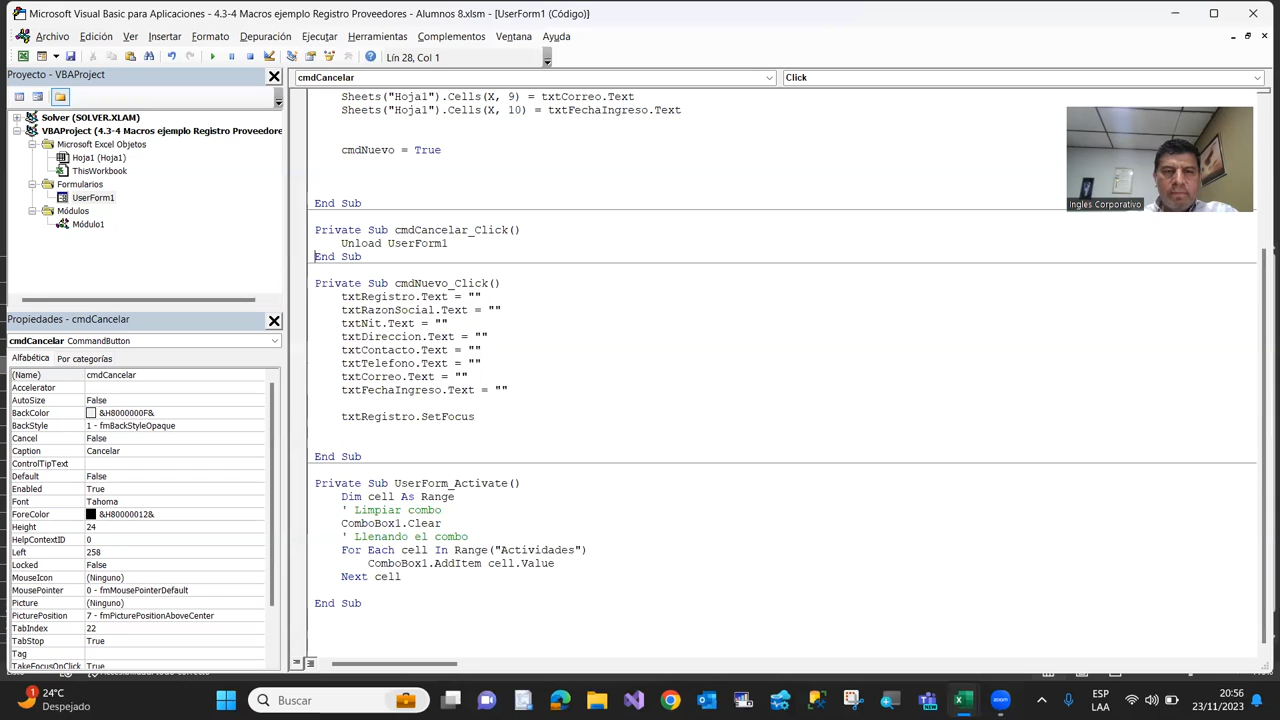 Microsoft Visual Basic para Aplicaciones - 4.3-4 Macros ejemplo Registro Proveedores - Alumnos 8.xlsm - [UserForm1 (Código)]
Archivo Edición Ver Insertar Formato Depuración Ejecutar Herramientas Complementos Ventana Ayuda
Lín 28, Col 1
Proyecto - VBAProject
Solver (SOLVER.XLAM)
VBAProject (4.3-4 Macros ejemplo Registro Proveedores
Microsoft Excel Objetos
Hoja1 (Hoja1)
ThisWorkbook
Formularios
UserForm1
Módulos
Módulo1
Propiedades - cmdCancelar
cmdCancelar CommandButton
Alfabética Por categorías
(Name) cmdCancelar
Accelerator
AutoSize False
BackColor &H8000000F&
BackStyle 1 - fmBackStyleOpaque
Cancel False
Caption Cancelar
ControlTipText
Default False
Enabled True
Font Tahoma
ForeColor &H80000012&
Height 24
HelpContextID 0
Left 258
Locked False
MouseIcon (Ninguno)
MousePointer 0 - fmMousePointerDefault
Picture (Ninguno)
PicturePosition 7 - fmPicturePositionAboveCenter
TabIndex 22
TabStop True
Tag
TakeFocusOnClick True
cmdCancelar Click
Sheets("Hoja1").Cells(X, 9) = txtCorreo.Text
Sheets("Hoja1").Cells(X, 10) = txtFechaIngreso.Text
cmdNuevo = True
End Sub
Private Sub cmdCancelar_Click()
Unload UserForm1
End Sub
Private Sub cmdNuevo_Click()
txtRegistro.Text = ""
txtRazonSocial.Text = ""
txtNit.Text = ""
txtDireccion.Text = ""
txtContacto.Text = ""
txtTelefono.Text = ""
txtCorreo.Text = ""
txtFechaIngreso.Text = ""
txtRegistro.SetFocus
End Sub
Private Sub UserForm_Activate()
Dim cell As Range
' Limpiar combo
ComboBox1.Clear
' Llenando el combo
For Each cell In Range("Actividades")
ComboBox1.AddItem cell.Value
Next cell
End Sub
Ingles Corporativo
24°C
Despejado
Buscar
ESP
LAA
20:56
23/11/2023